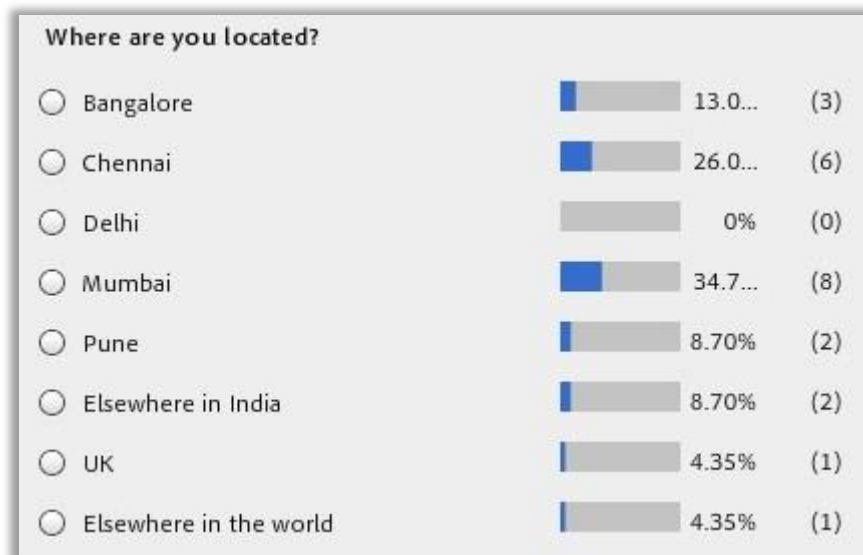 Where are you located?
Bangalore 13.0... (3)
Chennai 26.0... (6)
Delhi 0% (0)
Mumbai 34.7... (8)
Pune 8.70% (2)
Elsewhere in India 8.70% (2)
UK 4.35% (1)
Elsewhere in the world 4.35% (1)